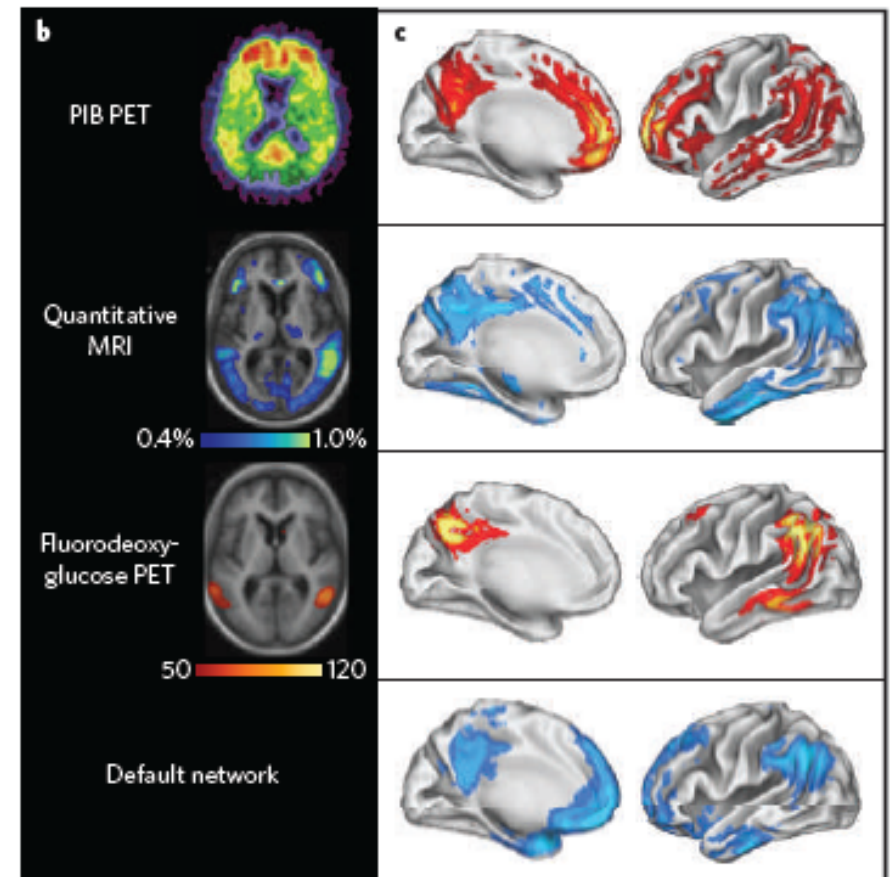 b
c
PIB PET
Quantitative
MRI
0.4%
1.0%
Fluorodeoxy-
glucose PET
50
120
Default network